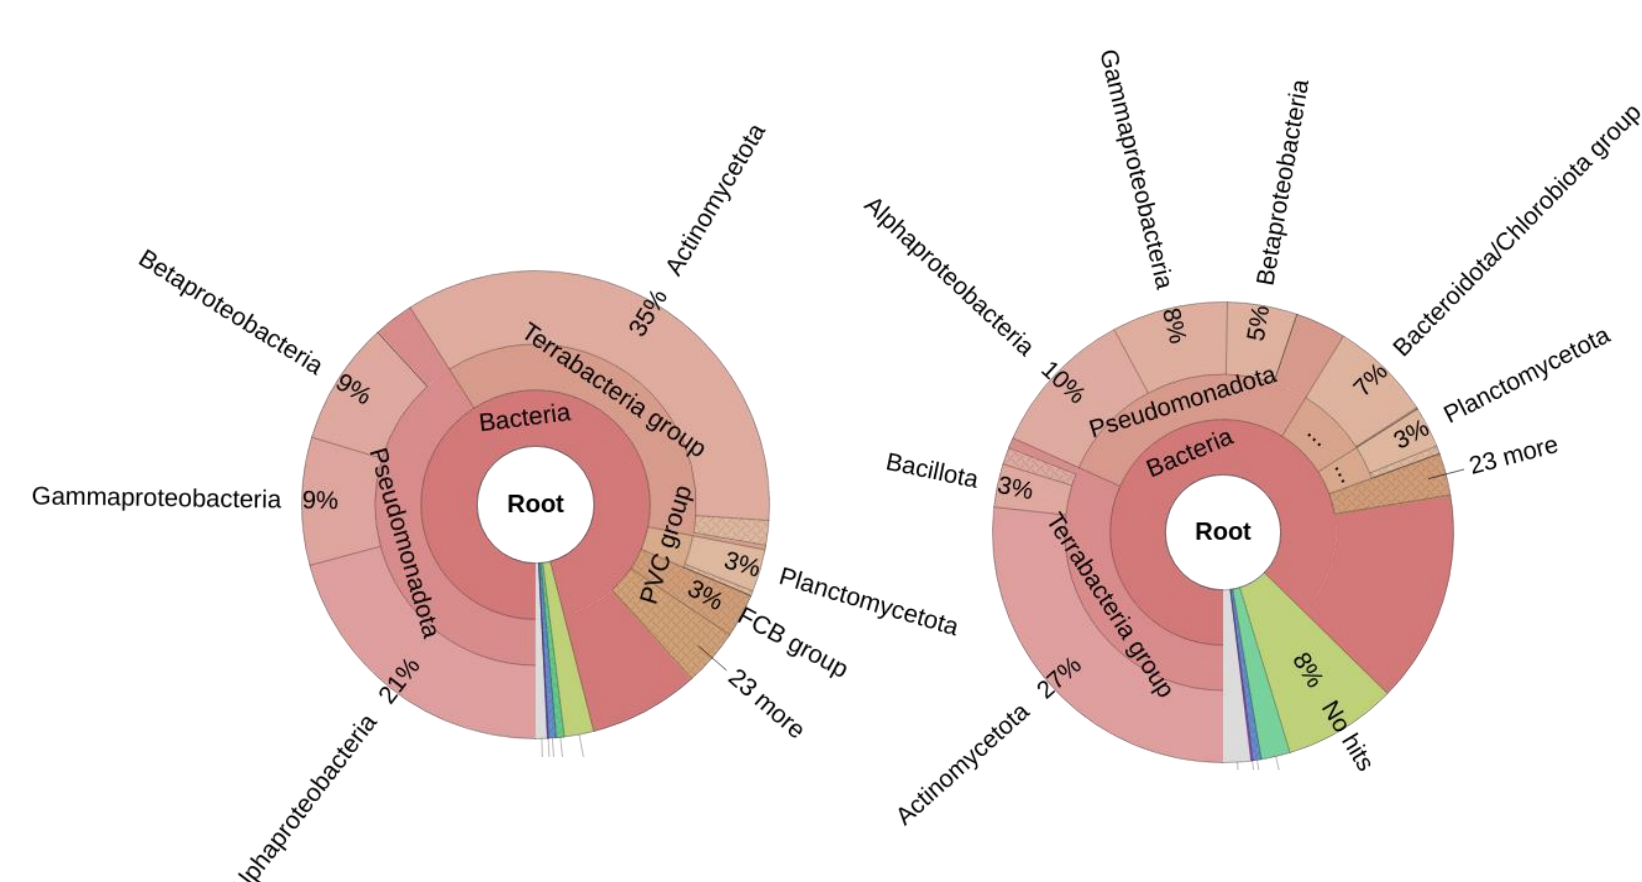 Actinomycetota
35%
Betaproteobacteria
9%
Terrabacteria group
Bacteria
Gammaproteobacteria
9%
Pseudomonadota
Root
PVC group
3%
Planctomycetota
3%
FCB group
23 more
21%
lphaproteobacteria
Gammaproteobacteria
8%
Betaproteobacteria
5%
Alphaproteobacteria
10%
Bacteroidota/Chlorobiota group
7%
Planctomycetota
3%
23 more
Pseudomonadota
...
...
Bacteria
Bacillota
3%
Root
Terrabacteria group
27%
Actinomycetota
8%
No hits